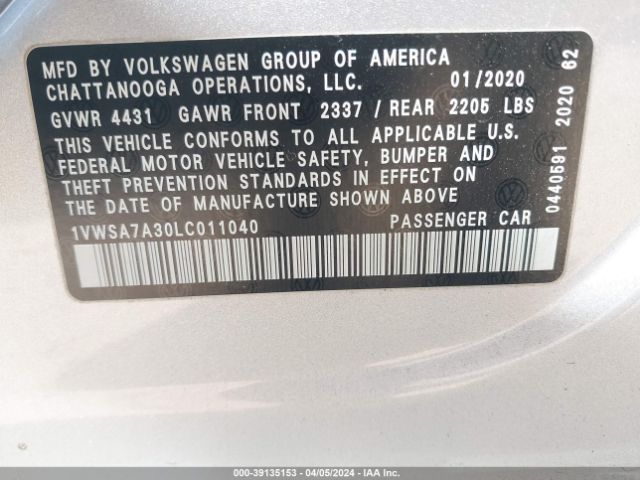 MFD BY VOLKSWAGEN GROUP OF AMERICA
CHATTANOOGA OPERATIONS, LLC. 01/2020
GVWR 4431 GAWR FRONT 2337 / REAR 2205 LBS
THIS VEHICLE CONFORMS TO ALL APPLICABLE U.S.
FEDERAL MOTOR VEHICLE SAFETY, BUMPER AND
THEFT PREVENTION STANDARDS IN EFFECT ON
THE DATE OF MANUFACTURE SHOWN ABOVE
1VWSA7A30LC011040 PASSENGER CAR
0440591 2020 62
000-39135153 - 04/05/2024 - IAA Inc.